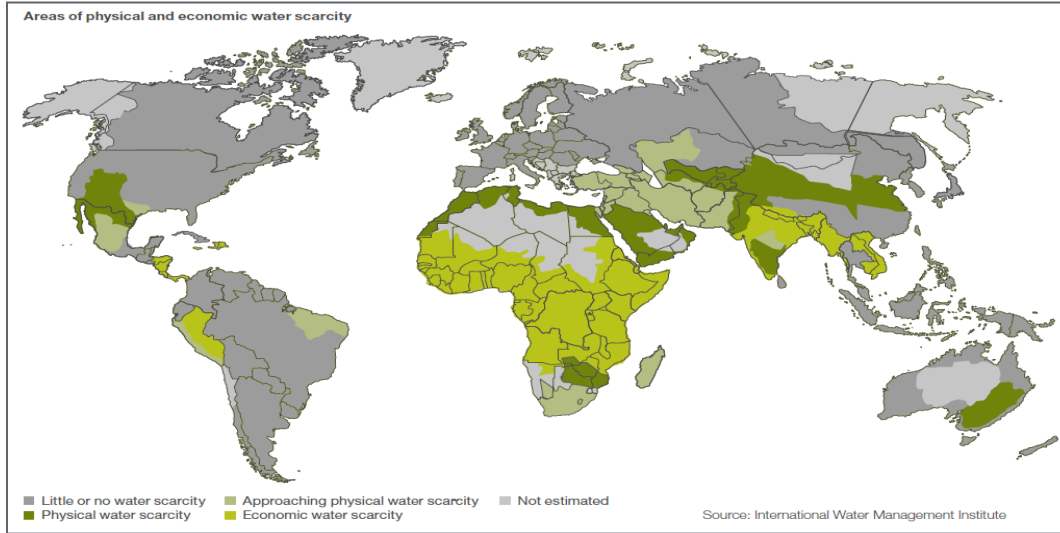 Areas of physical and economic water scarcity
Little or no water scarcity
Approaching physical water scarcity
Not estimated
Physical water scarcity
Economic water scarcity
Source: International Water Management Institute